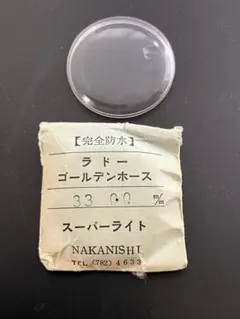 【完全防水】
ラドー
ゴールデンホース
33.00 m/m
スーパーライト
NAKANISHI
TEL (782) 4633